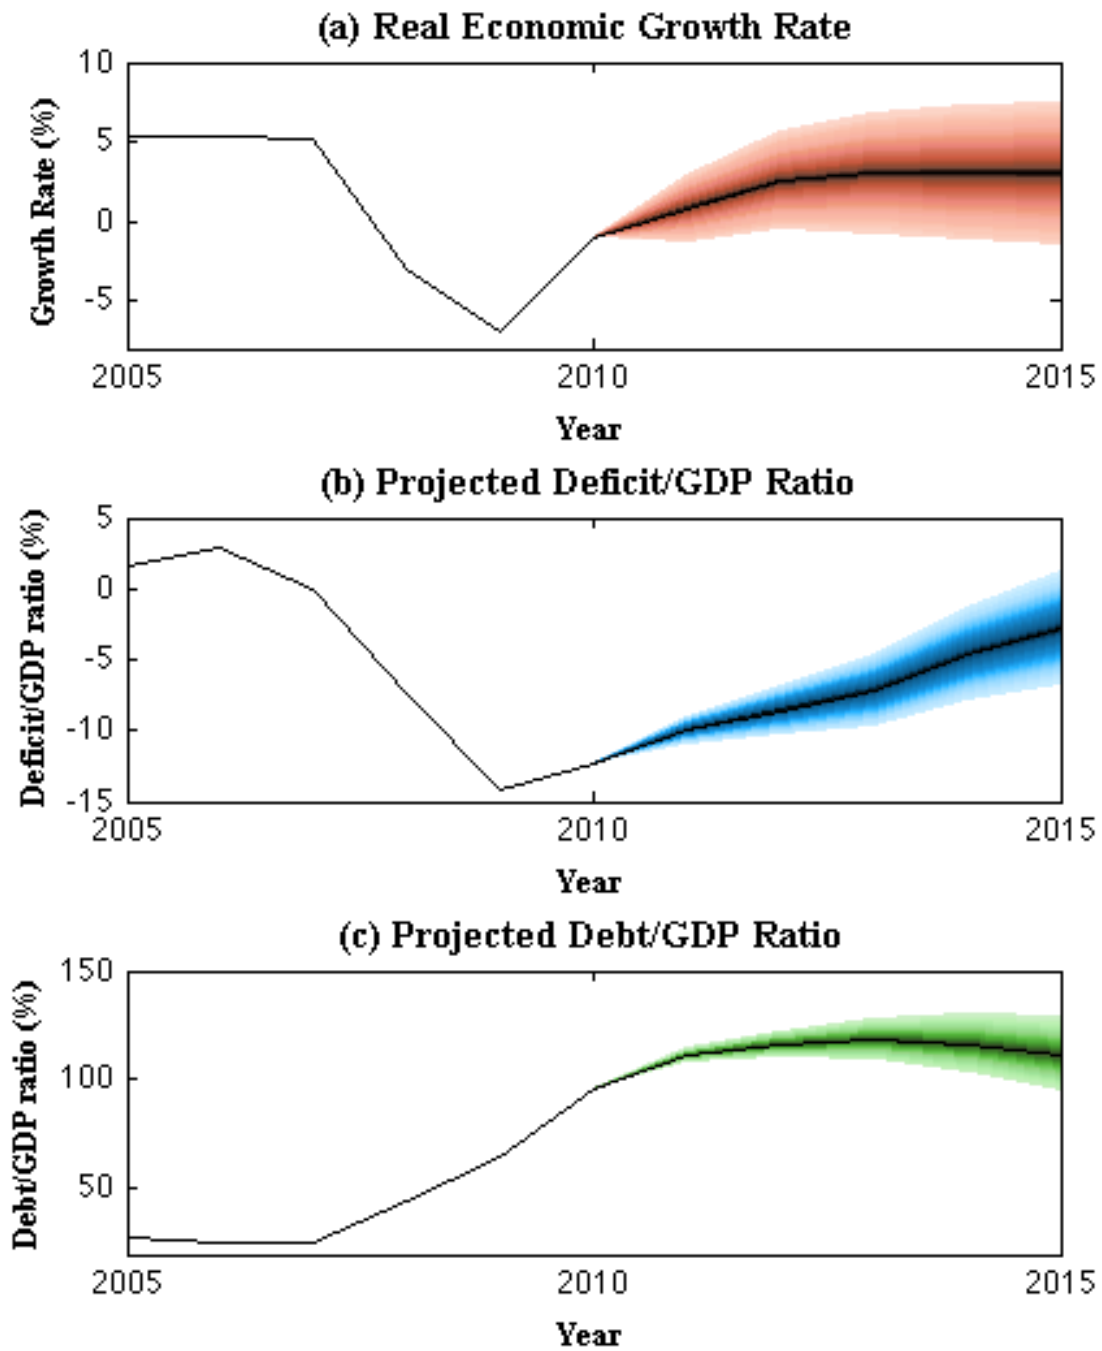 (a) Real Economic Growth Rate
10
5
0
-5
Growth Rate (%)
2005 2010 2015
Year
(b) Projected Deficit/GDP Ratio
5
0
-5
-10
-15
Deficit/GDP ratio (%)
2005 2010 2015
Year
(c) Projected Debt/GDP Ratio
150
100
50
Debt/GDP ratio (%)
2005 2010 2015
Year